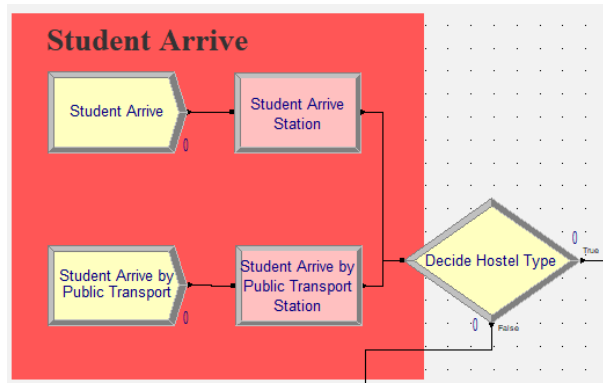 Student Arrive
Student Arrive
0
Student Arrive
Station
Student Arrive by
Public Transport
0
Student Arrive by
Public Transport
Station
Decide Hostel Type
0
True
0
False